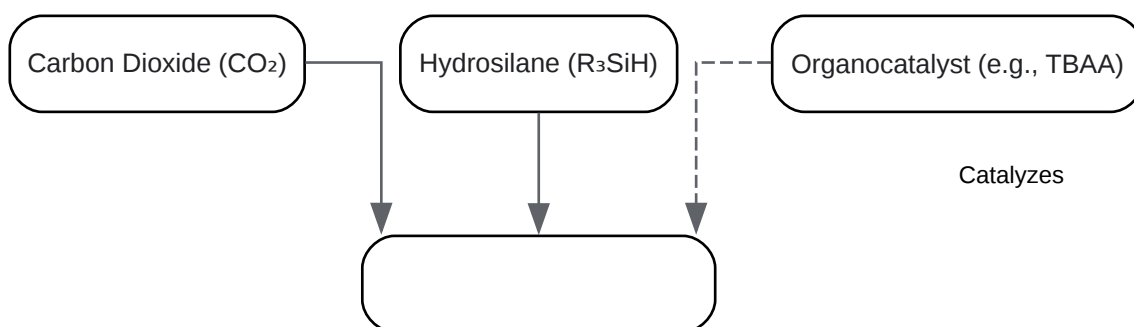 Carbon Dioxide (CO₂)
Hydrosilane (R₃SiH)
Organocatalyst (e.g., TBAA)
Catalyzes